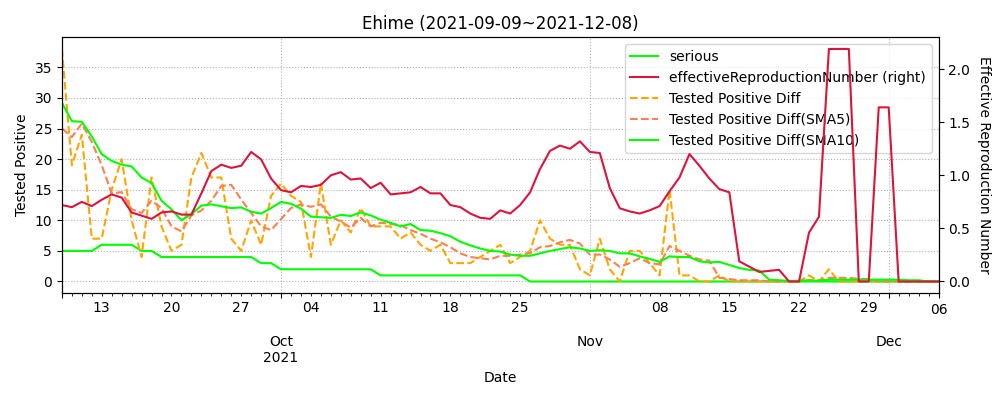 Ehime (2021-09-09~2021-12-08)
serious
effectiveReproductionNumber (right)
Tested Positive Diff
Tested Positive Diff(SMA5)
Tested Positive Diff(SMA10)
Tested Positive
35
30
25
20
15
10
5
0
2.0
1.5
1.0
0.5
0.0
Effective Reproduction Number
13
20
27
04
11
18
25
08
15
22
29
06
Oct
2021
Nov
Dec
Date